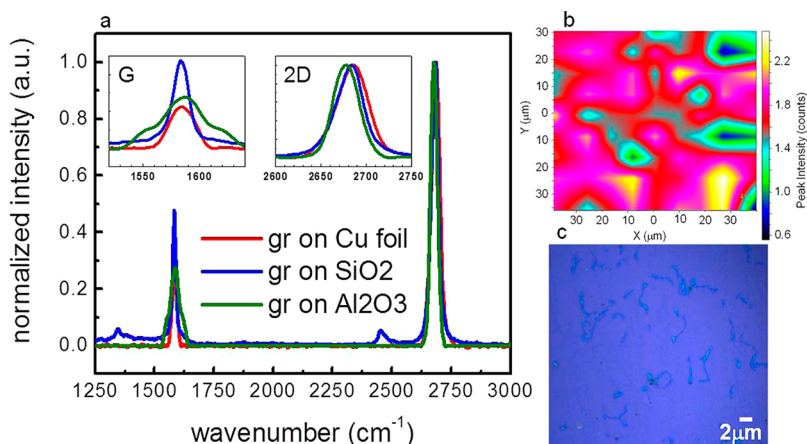 a
G
2D
1550
1600
2600
2650
2700
2750
1.0
0.8
0.6
0.4
0.2
0.0
normalized intensity (a.u.)
gr on Cu foil
gr on SiO2
gr on Al2O3
1250
1500
1750
2000
2250
2500
2750
3000
wavenumber (cm⁻¹)
b
30
20
10
0
-10
-20
-30
Y (µm)
-30
-20
-10
0
10
20
30
X (µm)
2.2
1.8
1.4
1.0
0.6
Peak Intensity (counts)
c
2µm